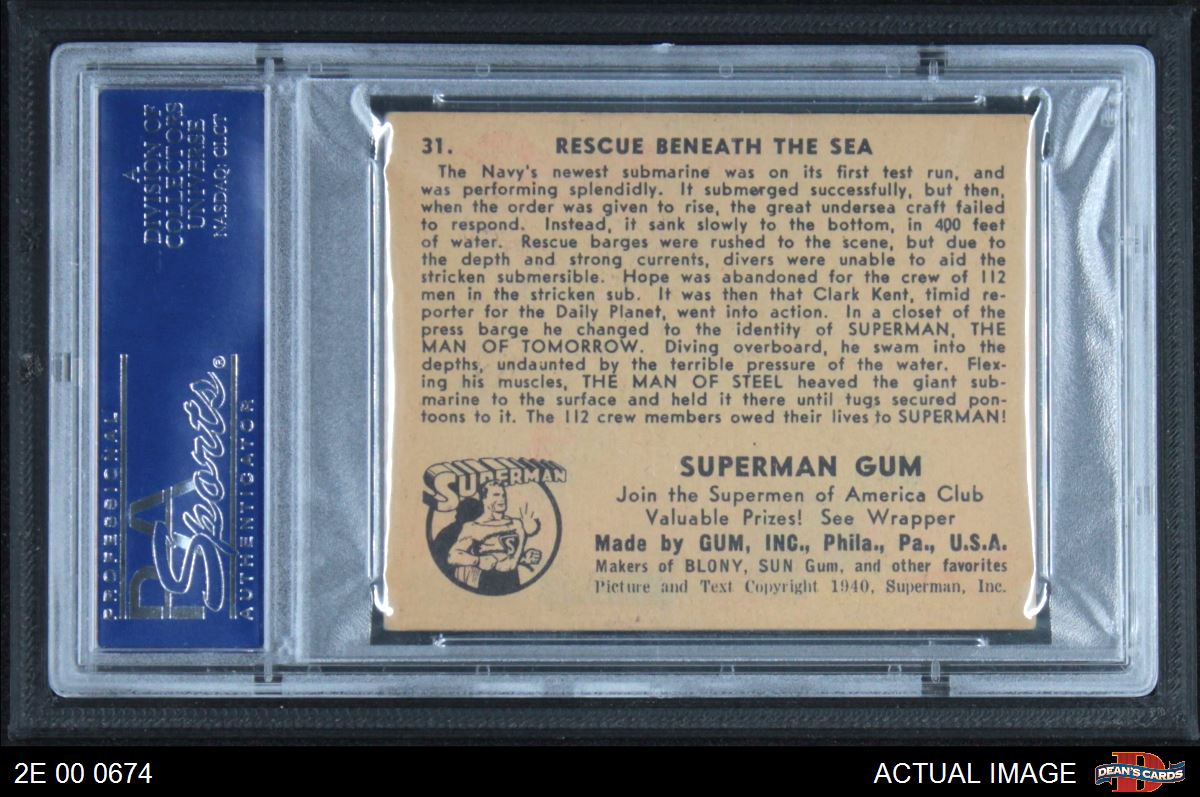 A
DIVISION OF
COLLECTORS
UNIVERSE
NASDAQ: CLCT
PROFESSIONAL
PSA
Sports®
AUTHENTICATOR
31. RESCUE BENEATH THE SEA
The Navy's newest submarine was on its first test run, and
was performing splendidly. It submerged successfully, but then,
when the order was given to rise, the great undersea craft failed
to respond. Instead, it sank slowly to the bottom, in 400 feet
of water. Rescue barges were rushed to the scene, but due to
the depth and strong currents, divers were unable to aid the
stricken submersible. Hope was abandoned for the crew of 112
men in the stricken sub. It was then that Clark Kent, timid re-
porter for the Daily Planet, went into action. In a closet of the
press barge he changed to the identity of SUPERMAN, THE
MAN OF TOMORROW. Diving overboard, he swam into the
depths, undaunted by the terrible pressure of the water. Flex-
ing his muscles, THE MAN OF STEEL heaved the giant sub-
marine to the surface and held it there until tugs secured pon-
toons to it. The 112 crew members owed their lives to SUPERMAN!
SUPERMAN
S
SUPERMAN GUM
Join the Supermen of America Club
Valuable Prizes! See Wrapper
Made by GUM, INC., Phila., Pa., U.S.A.
Makers of BLONY, SUN Gum, and other favorites
Picture and Text Copyright 1940, Superman, Inc.
2E 00 0674
ACTUAL IMAGE
D
DEAN'S CARDS